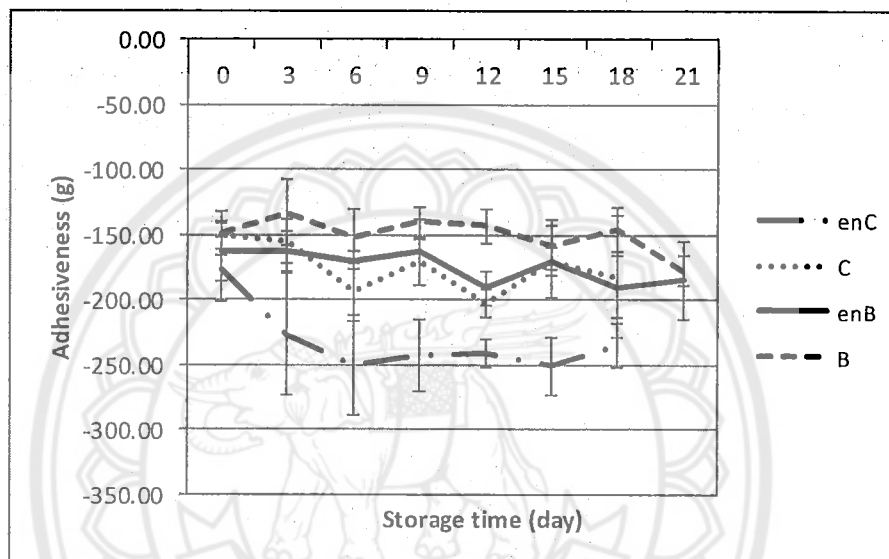 0.00
0 3 6 9 12 15 18 21
-50.00
-100.00
-150.00
-200.00
-250.00
-300.00
-350.00
Adhesiveness (g)
Storage time (day)
enC
C
enB
B